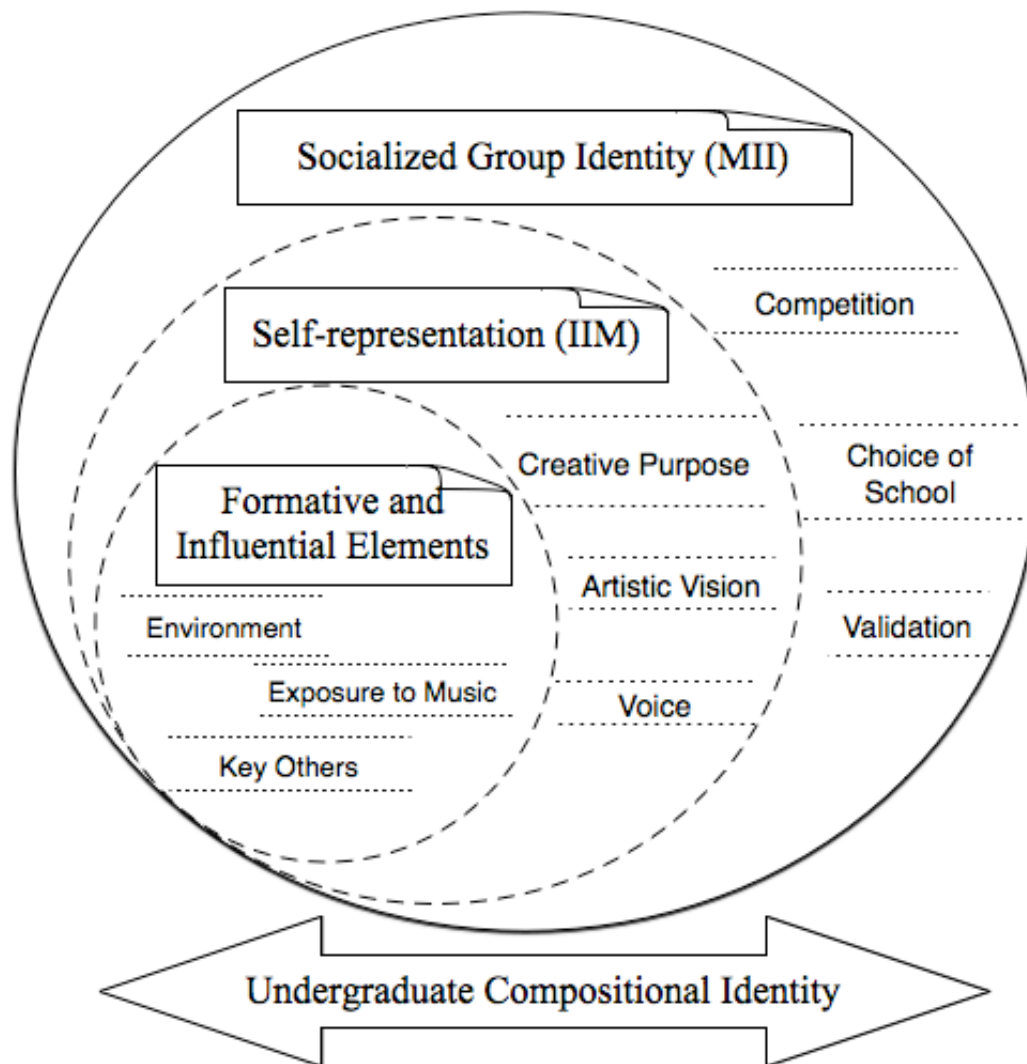 Socialized Group Identity (MII)
Competition
Self-representation (IIM)
Creative Purpose
Choice of
School
Formative and
Influential Elements
Artistic Vision
Environment
Validation
Exposure to Music
Voice
Key Others
Undergraduate Compositional Identity